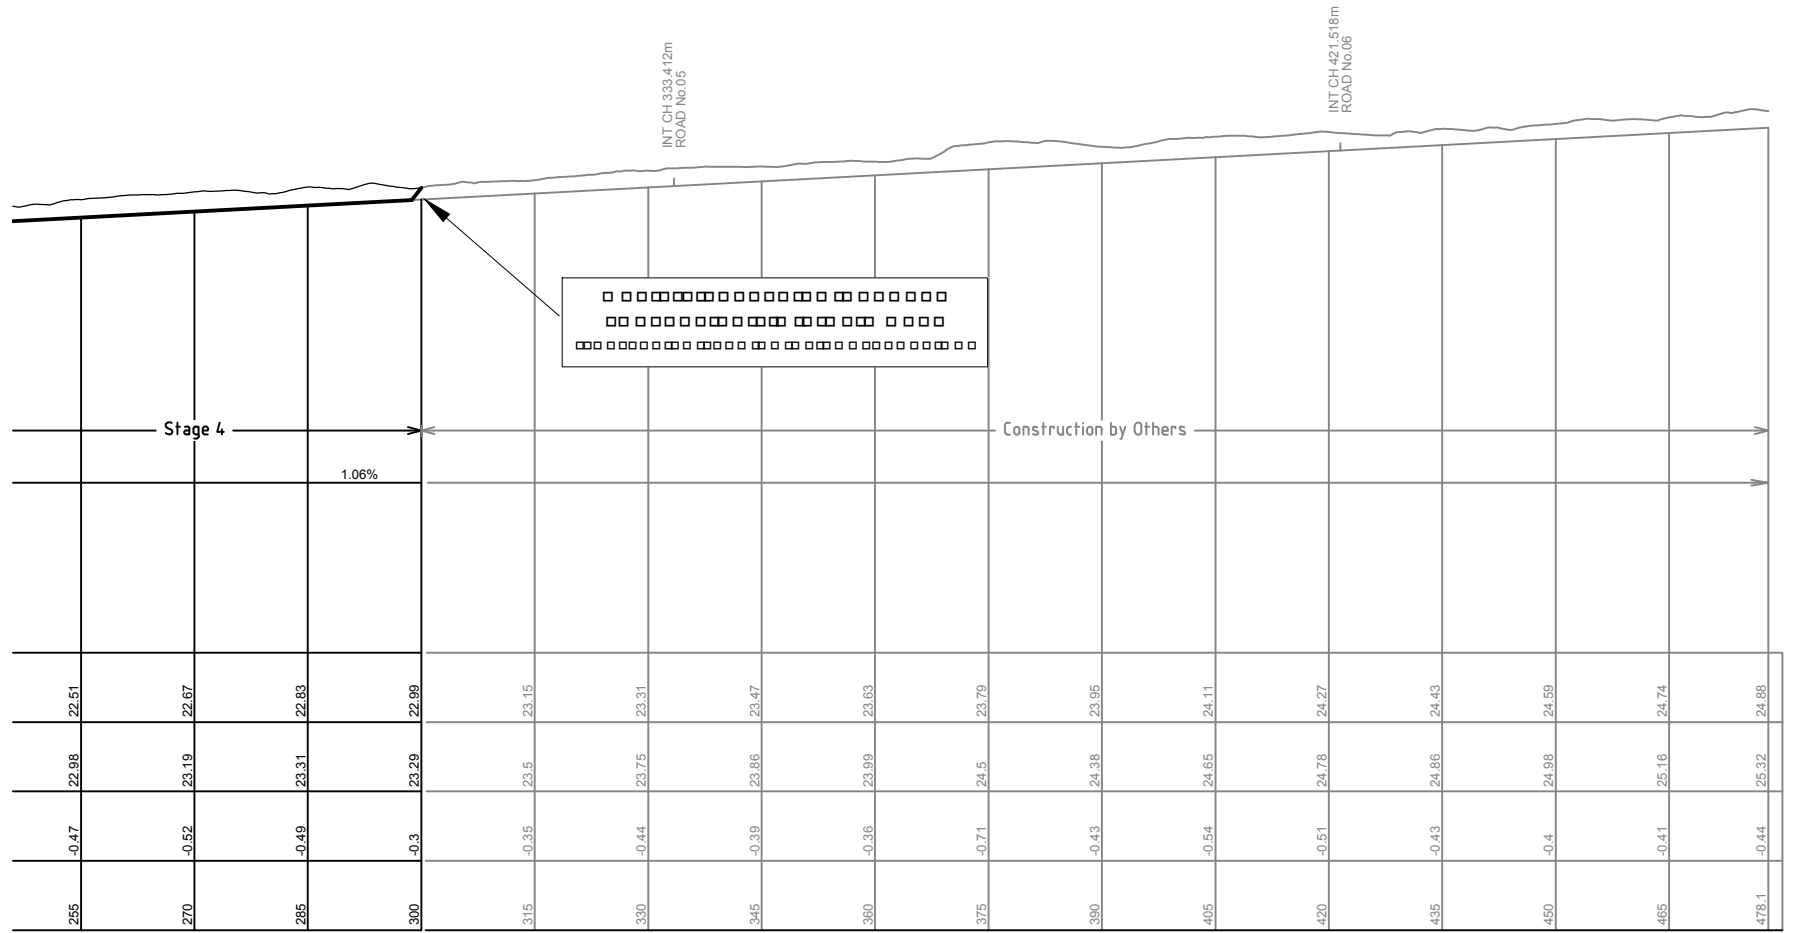 INT CH 333.412m
ROAD No.05
INT CH 421.518m
ROAD No.06
Stage 4
Construction by Others
1.06%
22.51 22.67 22.83 22.99 23.15 23.31 23.47 23.63 23.79 23.95 24.11 24.27 24.43 24.59 24.74 24.88
22.98 23.19 23.31 23.29 23.5 23.75 23.86 23.99 24.5 24.38 24.65 24.78 24.86 24.98 25.16 25.32
-0.47 -0.52 -0.49 -0.3 -0.35 -0.44 -0.39 -0.36 -0.71 -0.43 -0.54 -0.51 -0.43 -0.4 -0.41 -0.44
255 270 285 300 315 330 345 360 375 390 405 420 435 450 465 478.1